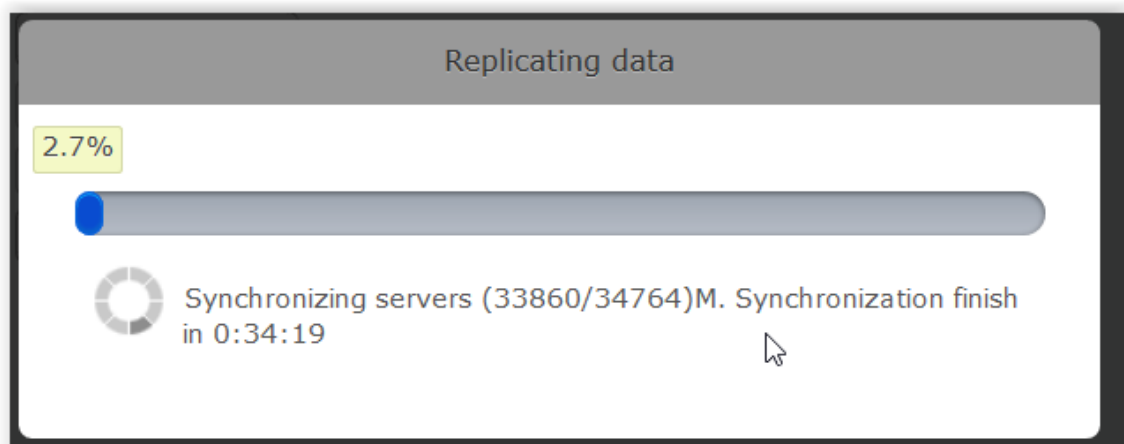 Replicating data
2.7%
Synchronizing servers (33860/34764)M. Synchronization finish
in 0:34:19